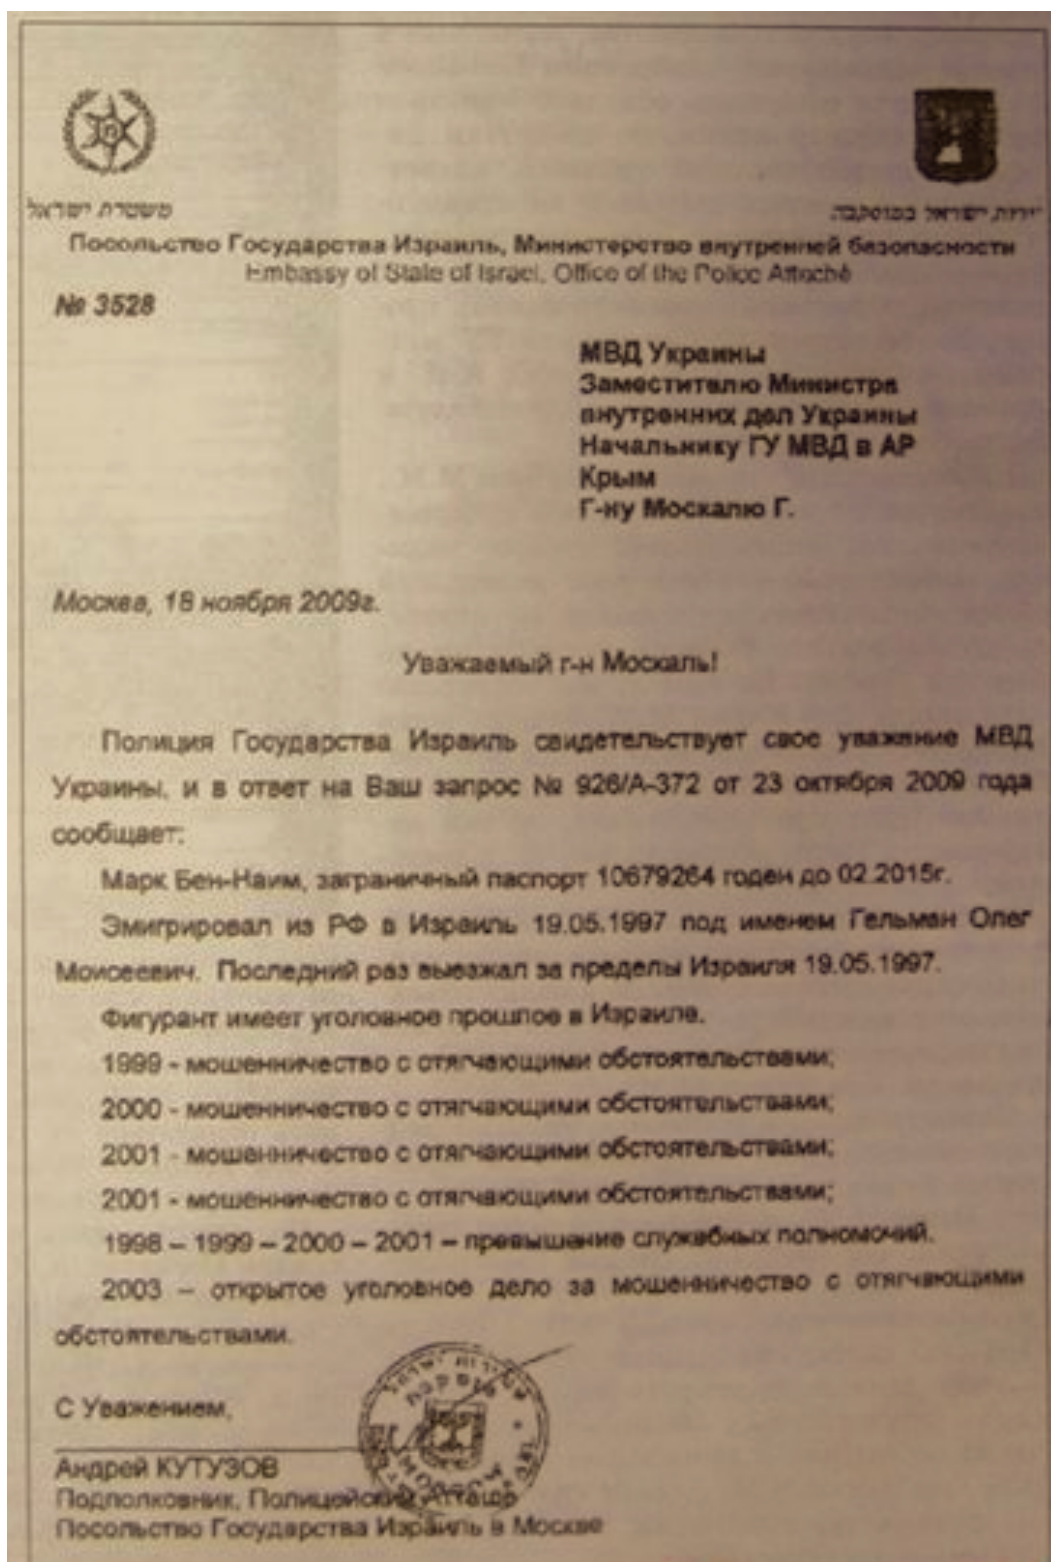 משטרת ישראל
ישראל במוסקבה
Посольство Государства Израиль, Министерство внутренней безопасности
Embassy of State of Israel, Office of the Police Attaché
№ 3528
МВД Украины
Заместителю Министра
внутренних дел Украины
Начальнику ГУ МВД в АР
Крым
Г-ну Москалю Г.
Москва, 18 ноября 2009г.
Уважаемый г-н Москаль!
Полиция Государства Израиль свидетельствует свое уважение МВД
Украины, и в ответ на Ваш запрос № 926/А-372 от 23 октября 2009 года
сообщает:
Марк Бен-Наим, заграничный паспорт 10679264 годен до 02.2015г.
Эмигрировал из РФ в Израиль 19.05.1997 под именем Гельман Олег
Моисеевич. Последний раз выезжал за пределы Израиля 19.05.1997.
Фигурант имеет уголовное прошлое в Израиле.
1999 - мошенничество с отягчающими обстоятельствами;
2000 - мошенничество с отягчающими обстоятельствами;
2001 - мошенничество с отягчающими обстоятельствами;
2001 - мошенничество с отягчающими обстоятельствами;
1998 – 1999 – 2000 – 2001 – превышение служебных полномочий.
2003 – открытое уголовное дело за мошенничество с отягчающими
обстоятельствами.
С Уважением,
Андрей КУТУЗОВ
Подполковник, Полицейский Атташе
Посольство Государства Израиль в Москве